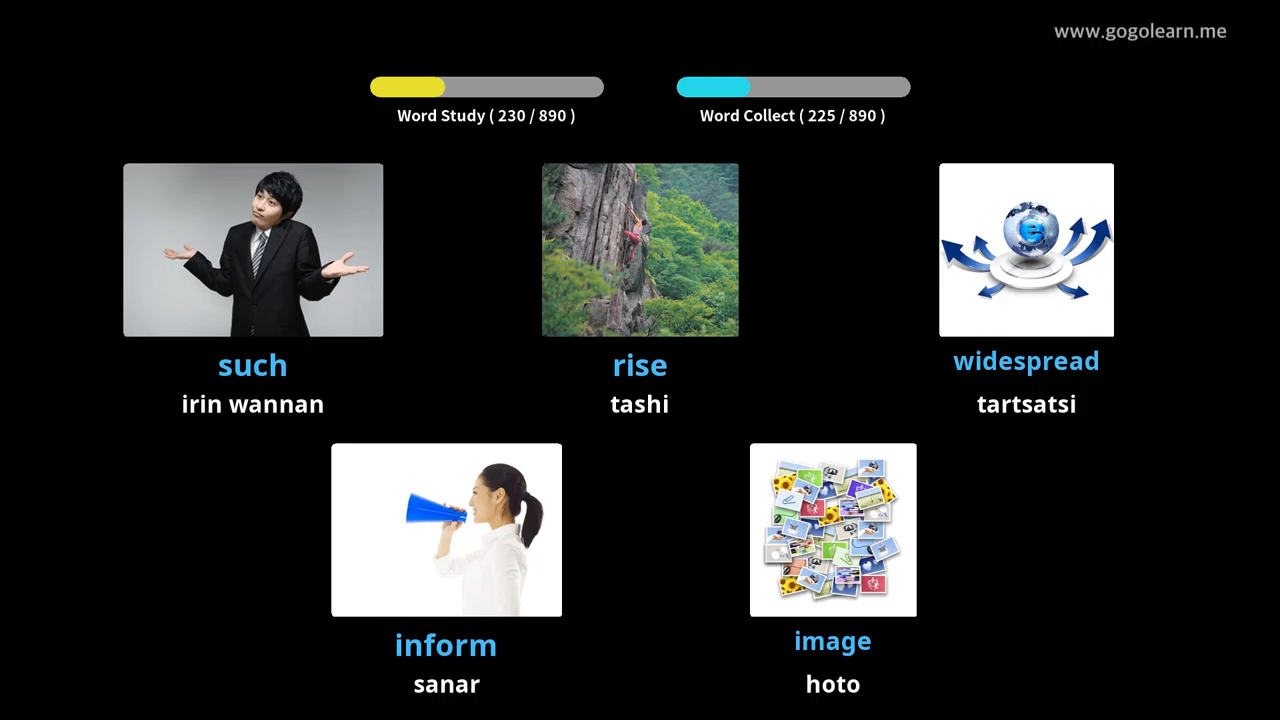 www.gogolearn.me
Word Study ( 230 / 890 )
Word Collect ( 225 / 890 )
such
irin wannan
rise
tashi
widespread
tartsatsi
inform
sanar
image
hoto